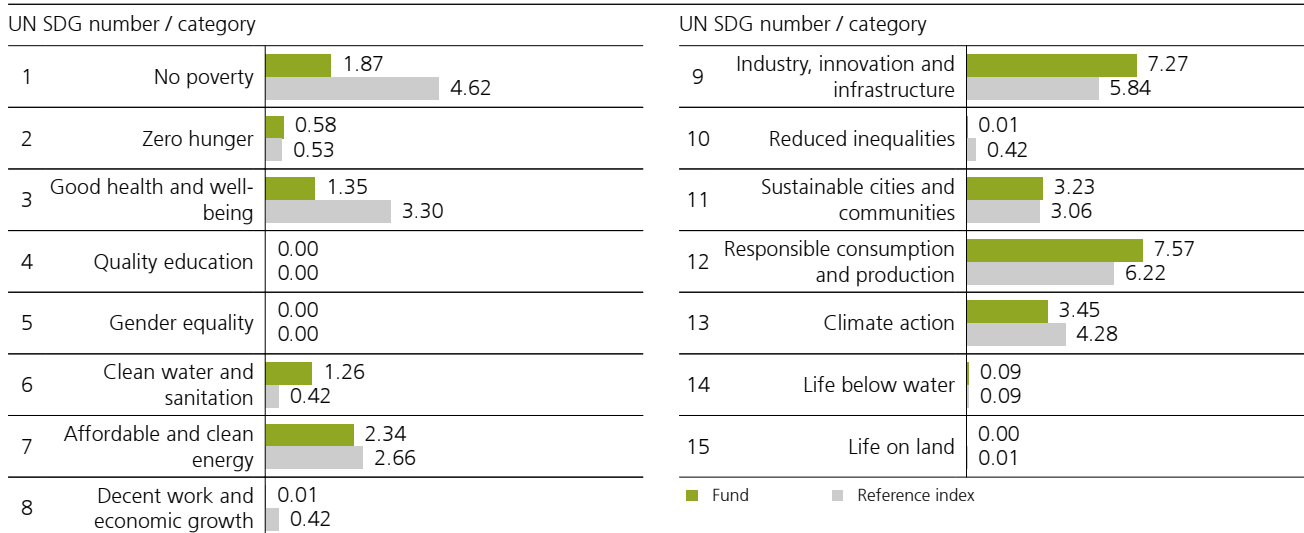 UN SDG number / category
1 No poverty 1.87
4.62
2 Zero hunger 0.58
0.53
3 Good health and well-
being 1.35
3.30
4 Quality education 0.00
0.00
5 Gender equality 0.00
0.00
6 Clean water and
sanitation 1.26
0.42
7 Affordable and clean
energy 2.34
2.66
8 Decent work and
economic growth 0.01
0.42
UN SDG number / category
9 Industry, innovation and
infrastructure 7.27
5.84
10 Reduced inequalities 0.01
0.42
11 Sustainable cities and
communities 3.23
3.06
12 Responsible consumption
and production 7.57
6.22
13 Climate action 3.45
4.28
14 Life below water 0.09
0.09
15 Life on land 0.00
0.01
Fund Reference index